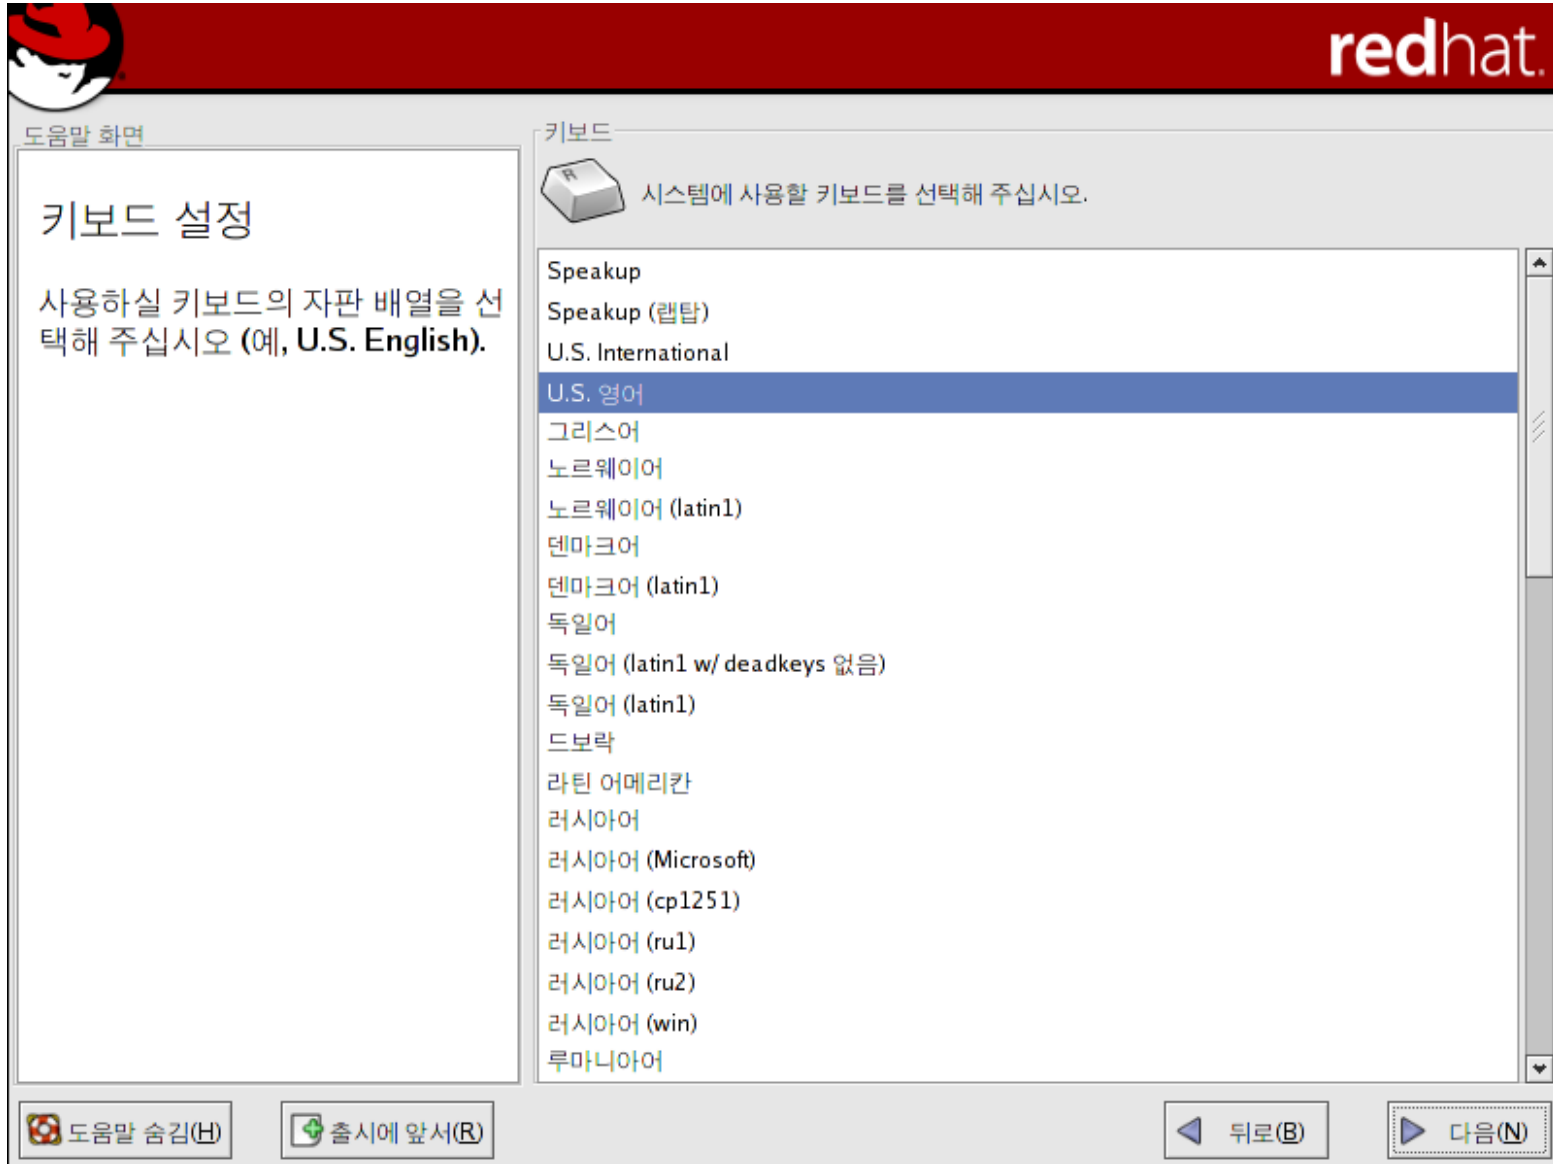 redhat.
도움말 화면
키보드 설정
사용하실 키보드의 자판 배열을 선
택해 주십시오 (예, U.S. English).
키보드
R
시스템에 사용할 키보드를 선택해 주십시오.
Speakup
Speakup (랩탑)
U.S. International
U.S. 영어
그리스어
노르웨이어
노르웨이어 (latin1)
덴마크어
덴마크어 (latin1)
독일어
독일어 (latin1 w/ deadkeys 없음)
독일어 (latin1)
드보락
라틴 어메리칸
러시아어
러시아어 (Microsoft)
러시아어 (cp1251)
러시아어 (ru1)
러시아어 (ru2)
러시아어 (win)
루마니아어
도움말 숨김(H)
출시에 앞서(R)
뒤로(B)
다음(N)